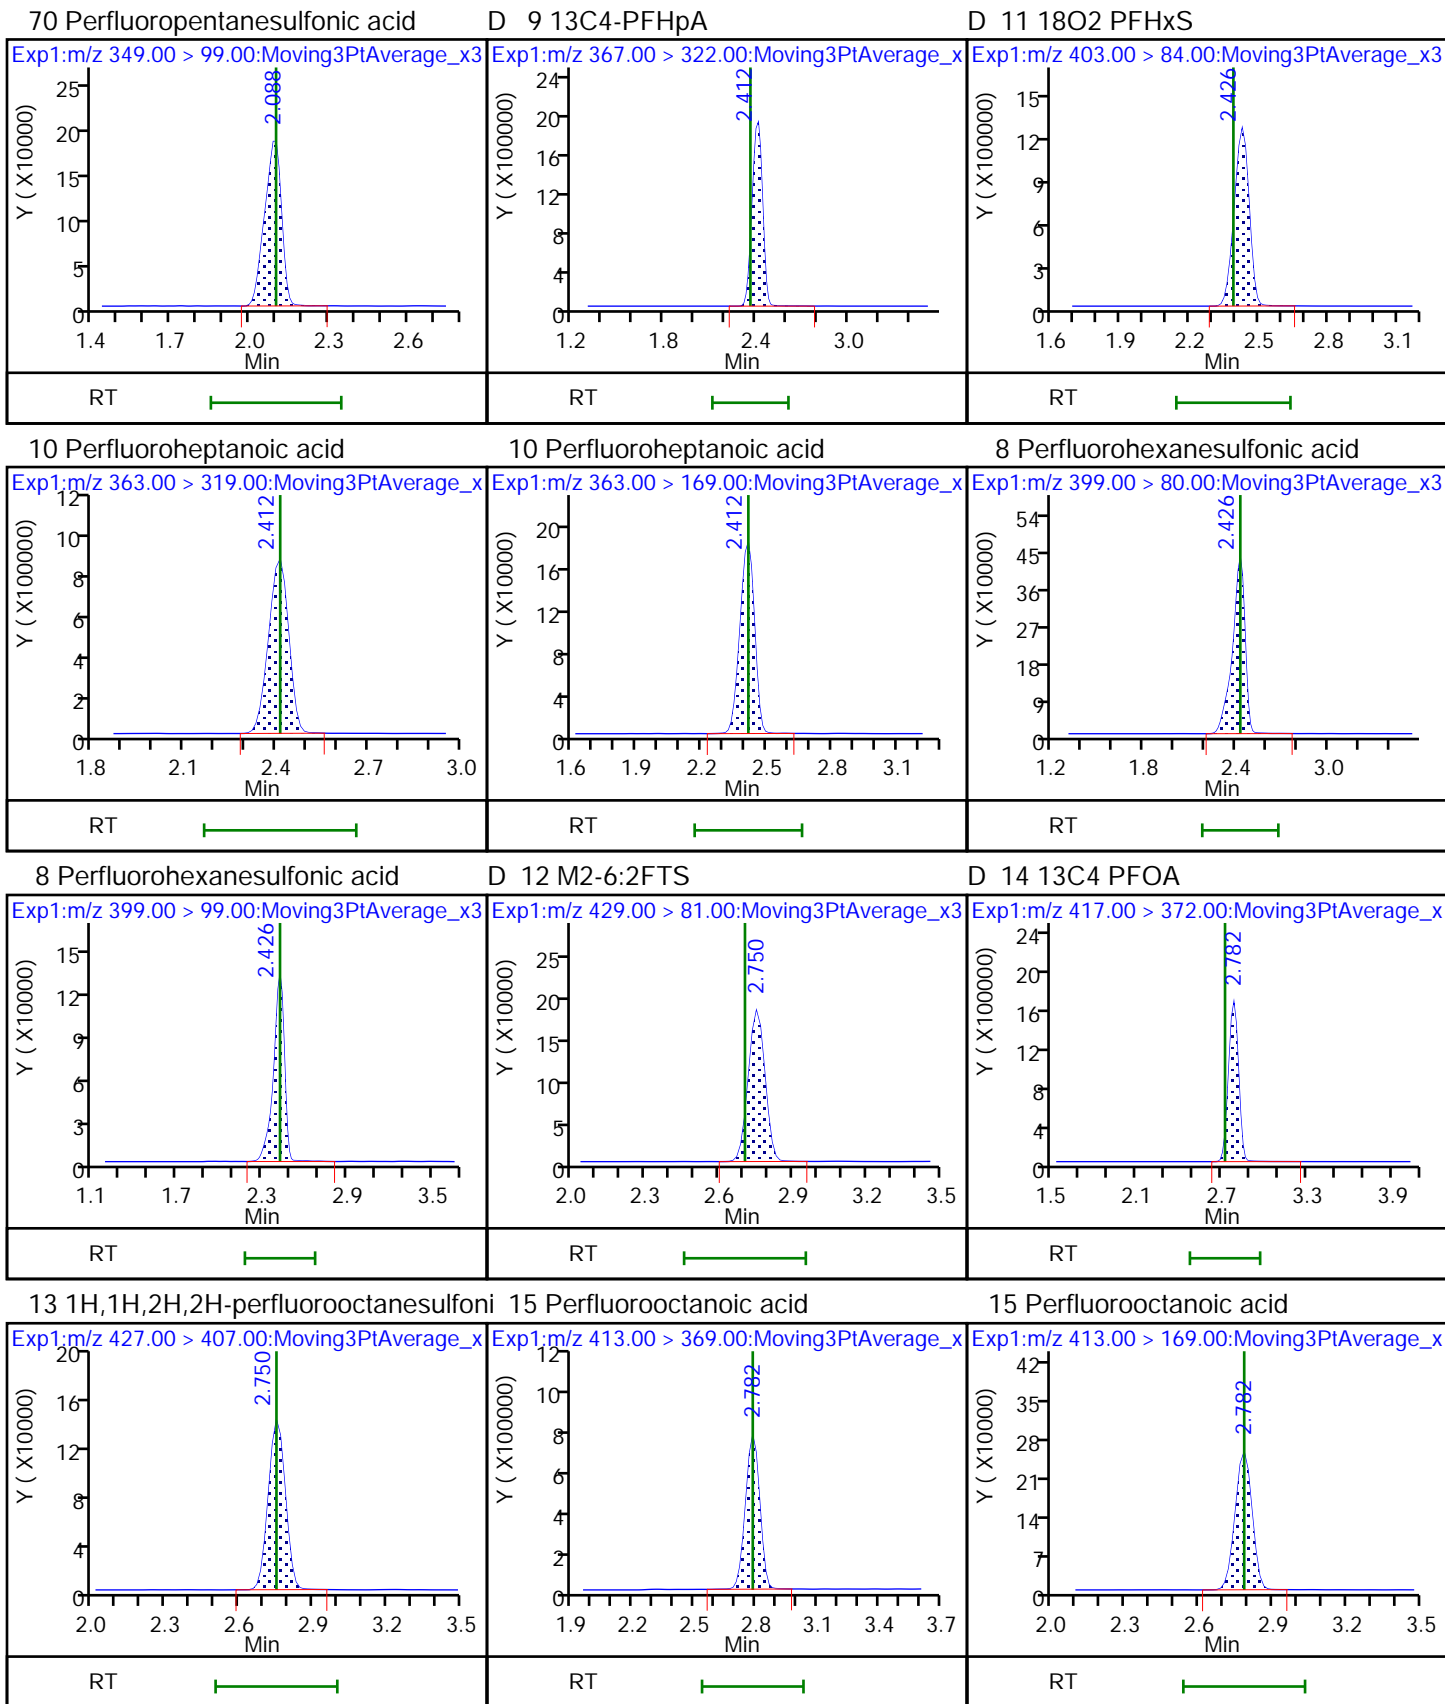 70 Perfluoropentanesulfonic acid
Exp1:m/z 349.00 > 99.00:Moving3PtAverage_x3
Y ( X10000)
25
20
15
10
5
0
2.088
1.4 1.7 2.0 2.3 2.6
Min
RT
D 9 13C4-PFHpA
Exp1:m/z 367.00 > 322.00:Moving3PtAverage_x
Y ( X100000)
24
20
16
12
8
4
0
2.412
1.2 1.8 2.4 3.0
Min
RT
D 11 18O2 PFHxS
Exp1:m/z 403.00 > 84.00:Moving3PtAverage_x3
Y ( X100000)
15
12
9
6
3
0
2.426
1.6 1.9 2.2 2.5 2.8 3.1
Min
RT
10 Perfluoroheptanoic acid
Exp1:m/z 363.00 > 319.00:Moving3PtAverage_x
Y ( X100000)
12
10
8
6
4
2
0
2.412
1.8 2.1 2.4 2.7 3.0
Min
RT
10 Perfluoroheptanoic acid
Exp1:m/z 363.00 > 169.00:Moving3PtAverage_x
Y ( X10000)
20
16
12
8
4
0
2.412
1.6 1.9 2.2 2.5 2.8 3.1
Min
RT
8 Perfluorohexanesulfonic acid
Exp1:m/z 399.00 > 80.00:Moving3PtAverage_x3
Y ( X10000)
54
45
36
27
18
9
0
2.426
1.2 1.8 2.4 3.0
Min
RT
8 Perfluorohexanesulfonic acid
Exp1:m/z 399.00 > 99.00:Moving3PtAverage_x3
Y ( X10000)
15
12
9
6
3
0
2.426
1.1 1.7 2.3 2.9 3.5
Min
RT
D 12 M2-6:2FTS
Exp1:m/z 429.00 > 81.00:Moving3PtAverage_x3
Y ( X10000)
25
20
15
10
5
0
2.750
2.0 2.3 2.6 2.9 3.2 3.5
Min
RT
D 14 13C4 PFOA
Exp1:m/z 417.00 > 372.00:Moving3PtAverage_x
Y ( X100000)
24
20
16
12
8
4
0
2.782
1.5 2.1 2.7 3.3 3.9
Min
RT
13 1H,1H,2H,2H-perfluorooctanesulfoni
Exp1:m/z 427.00 > 407.00:Moving3PtAverage_x
Y ( X10000)
20
16
12
8
4
0
2.750
2.0 2.3 2.6 2.9 3.2 3.5
Min
RT
15 Perfluorooctanoic acid
Exp1:m/z 413.00 > 369.00:Moving3PtAverage_x
Y ( X100000)
12
10
8
6
4
2
0
2.782
1.9 2.2 2.5 2.8 3.1 3.4 3.7
Min
RT
15 Perfluorooctanoic acid
Exp1:m/z 413.00 > 169.00:Moving3PtAverage_x
Y ( X10000)
42
35
28
21
14
7
0
2.782
2.0 2.3 2.6 2.9 3.2 3.5
Min
RT